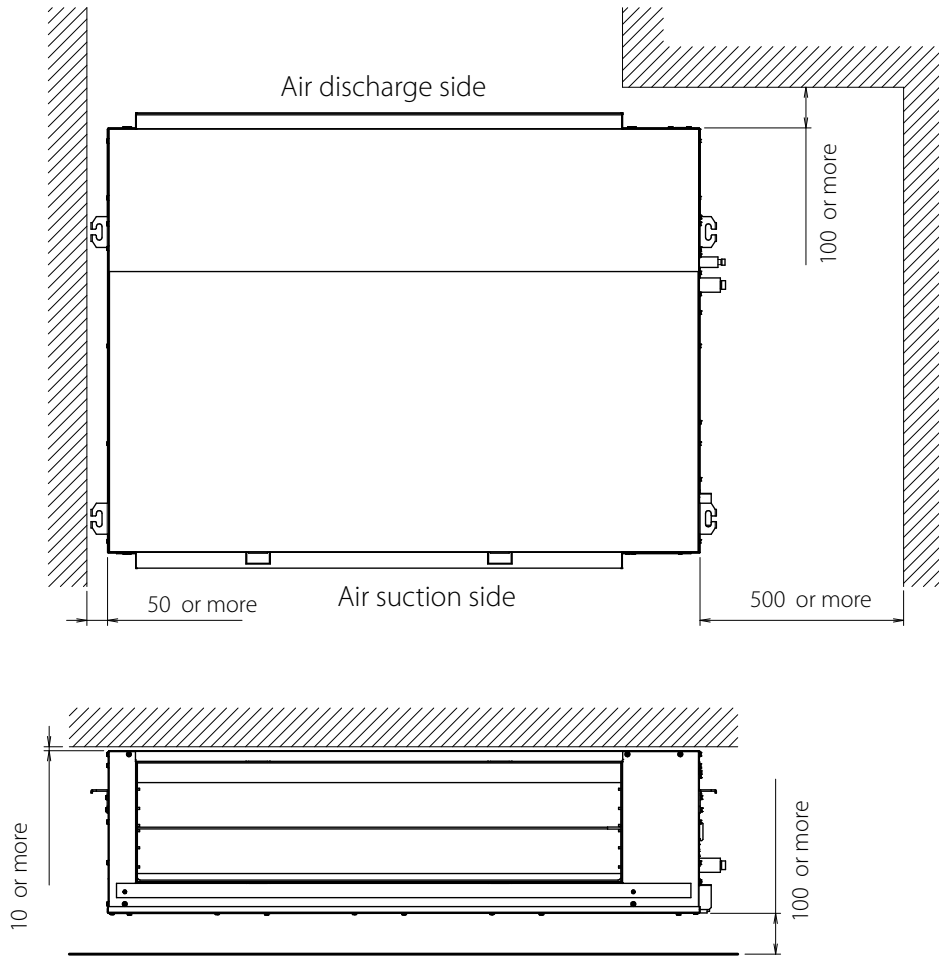 Air discharge side
100 or more
50 or more
Air suction side
500 or more
10 or more
100 or more